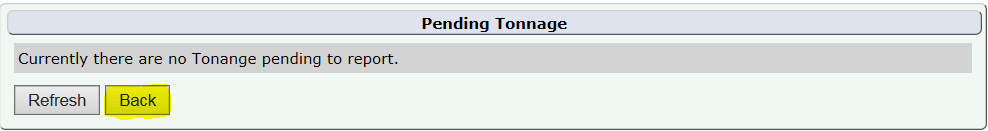 Pending Tonnage
Currently there are no Tonange pending to report.
Refresh Back